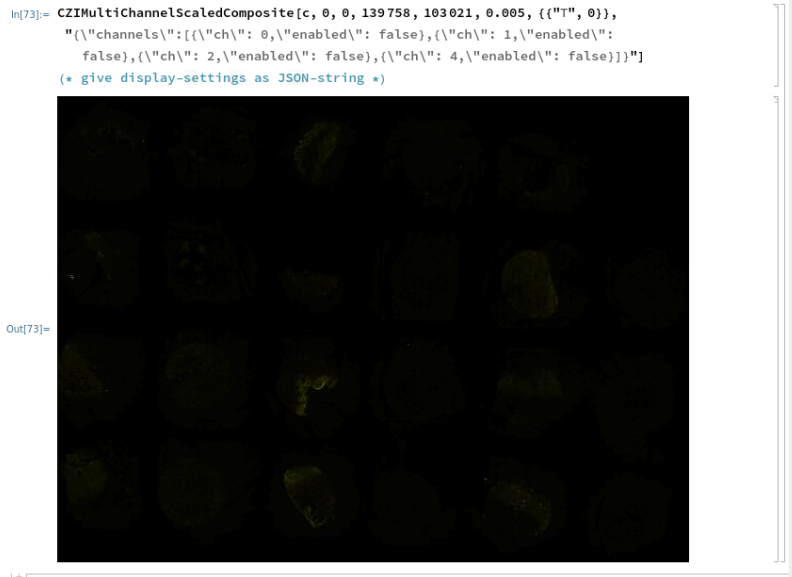 In[73]:= CZIMultiChannelScaledComposite[c, 0, 0, 139758, 103021, 0.005, {{"T", 0}},
"{\"channels\":[{\"ch\": 0,\"enabled\": false},{\"ch\": 1,\"enabled\":
false},{\"ch\": 2,\"enabled\": false},{\"ch\": 4,\"enabled\": false}]}"]
(* give display-settings as JSON-string *)
Out[73]=